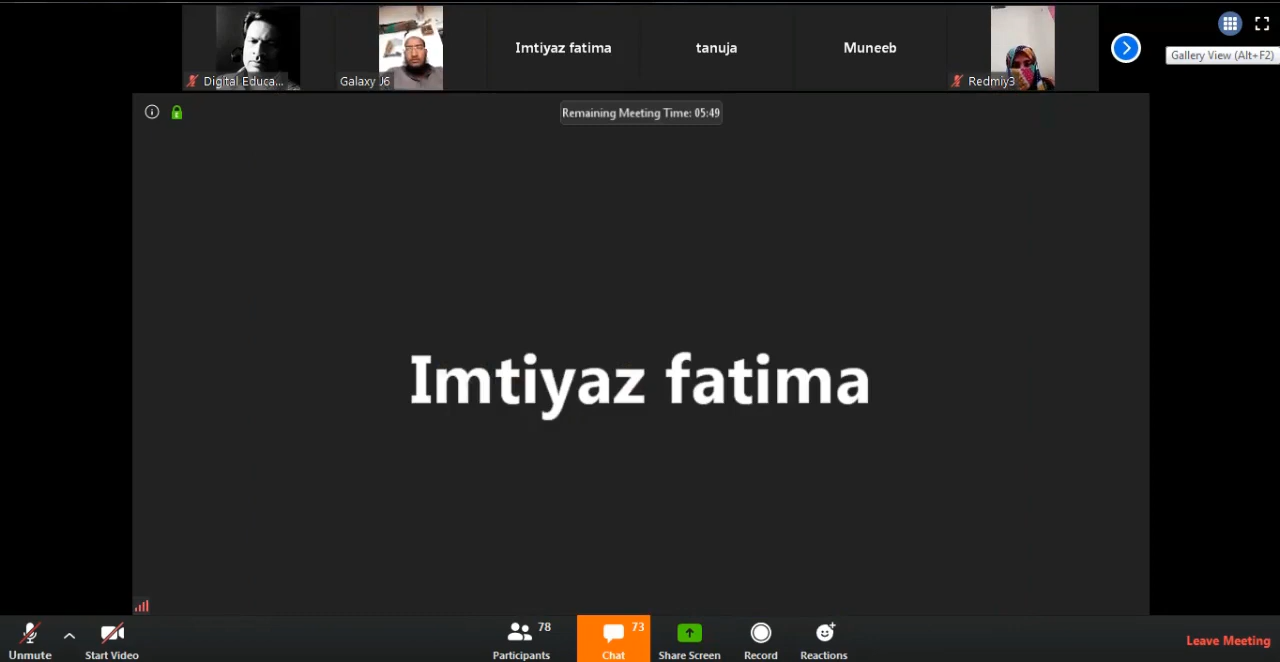 Imtiyaz fatima
tanuja
Muneeb
Digital Educa...
Galaxy J6
Redmiy3
Gallery View (Alt+F2)
Remaining Meeting Time: 05:49
Imtiyaz fatima
78
73
Unmute
Start Video
Participants
Chat
Share Screen
Record
Reactions
Leave Meeting